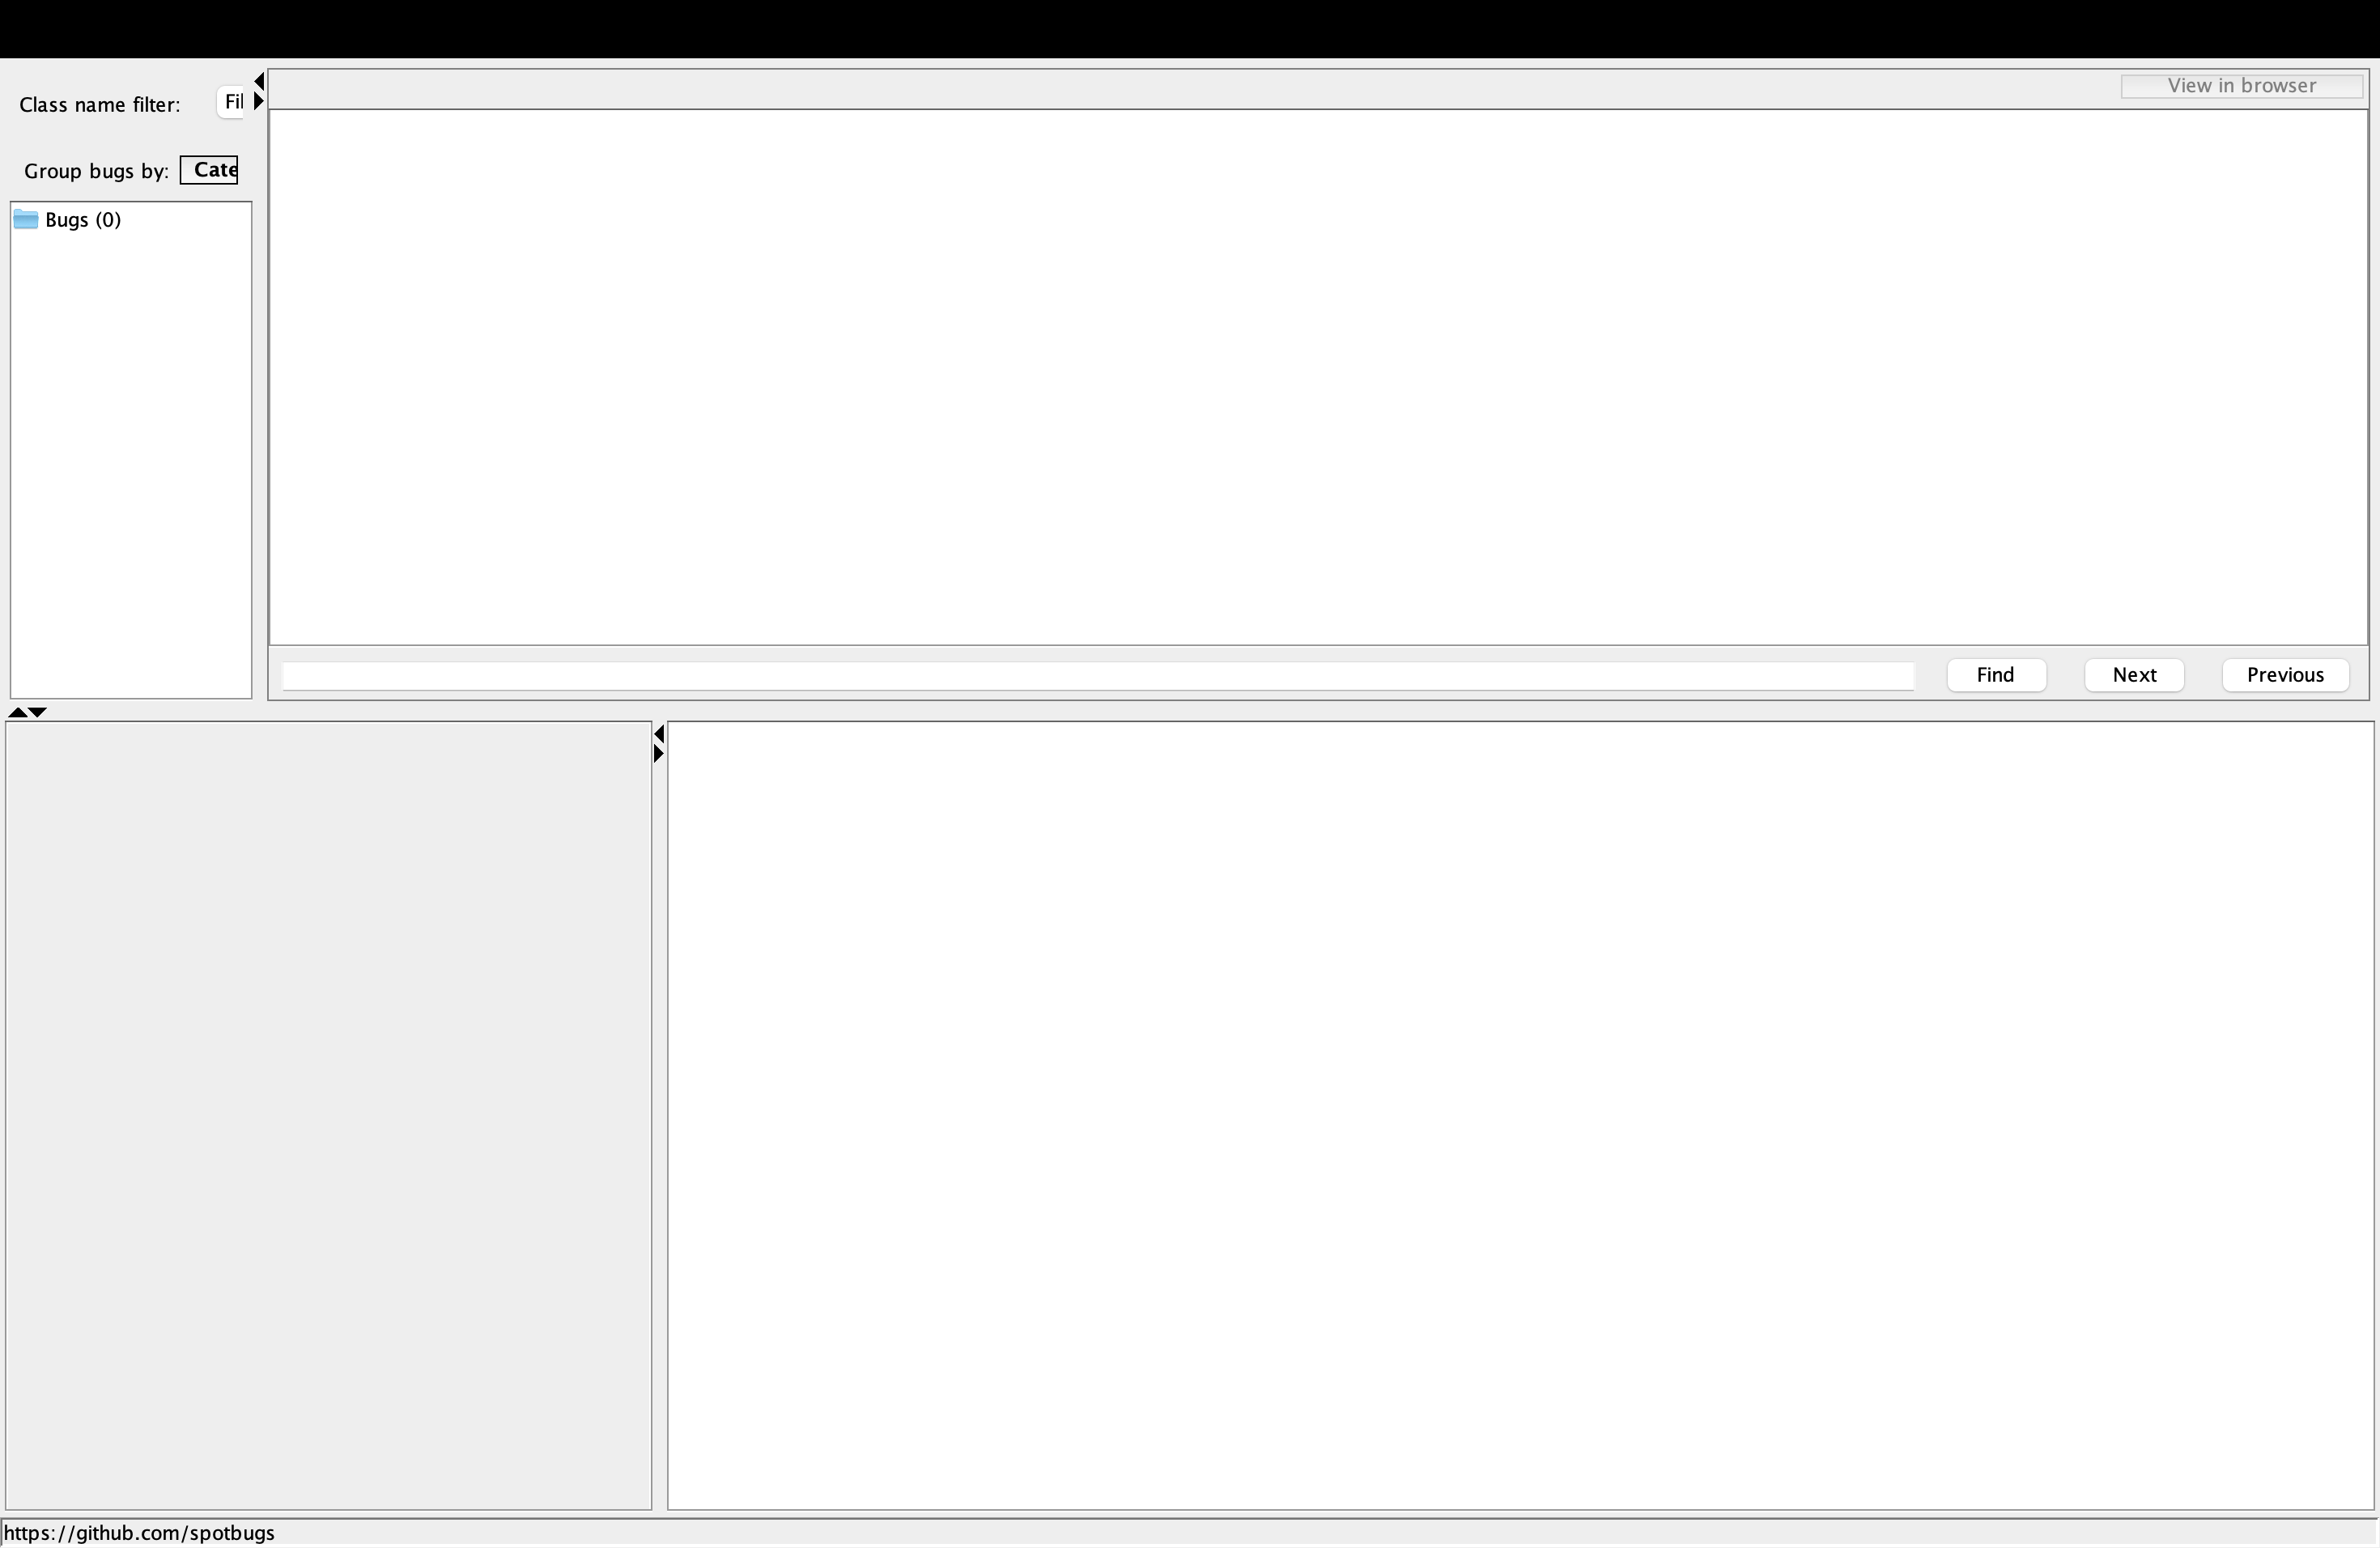 Class name filter: Fil
View in browser
Group bugs by: Cate
Bugs (0)
Find Next Previous
https://github.com/spotbugs